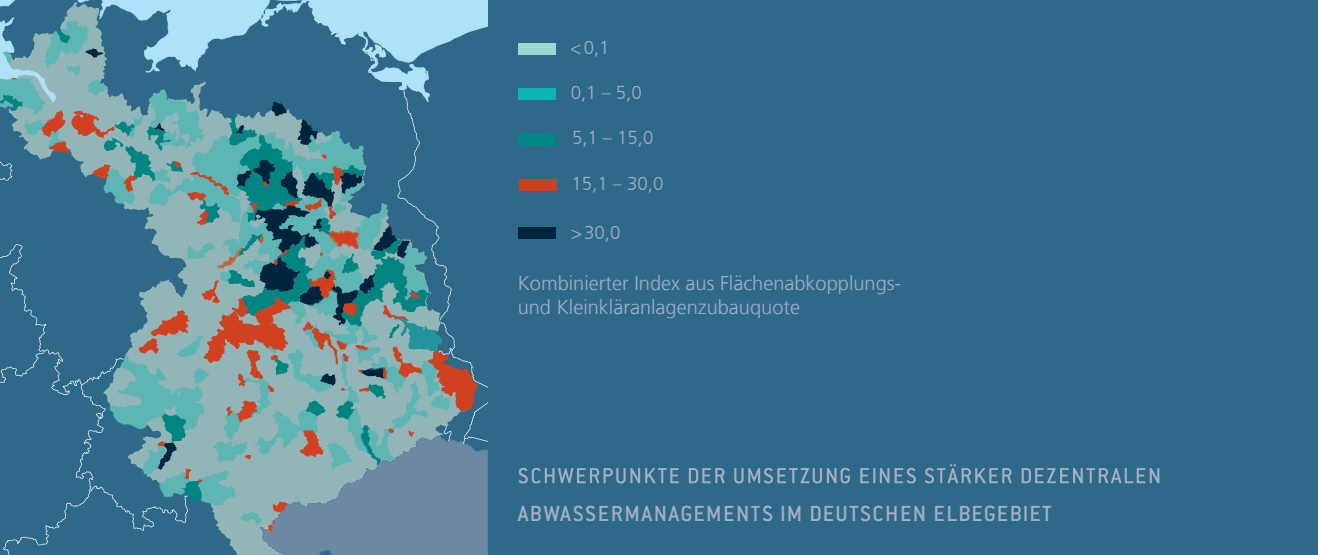 <0,1
0,1 – 5,0
5,1 – 15,0
15,1 – 30,0
>30,0
Kombinierter Index aus Flächenabkopplungs-
und Kleinkläranlagenzubauquote
SCHWERPUNKTE DER UMSETZUNG EINES STÄRKER DEZENTRALEN
ABWASSERMANAGEMENTS IM DEUTSCHEN ELBEGEBIET